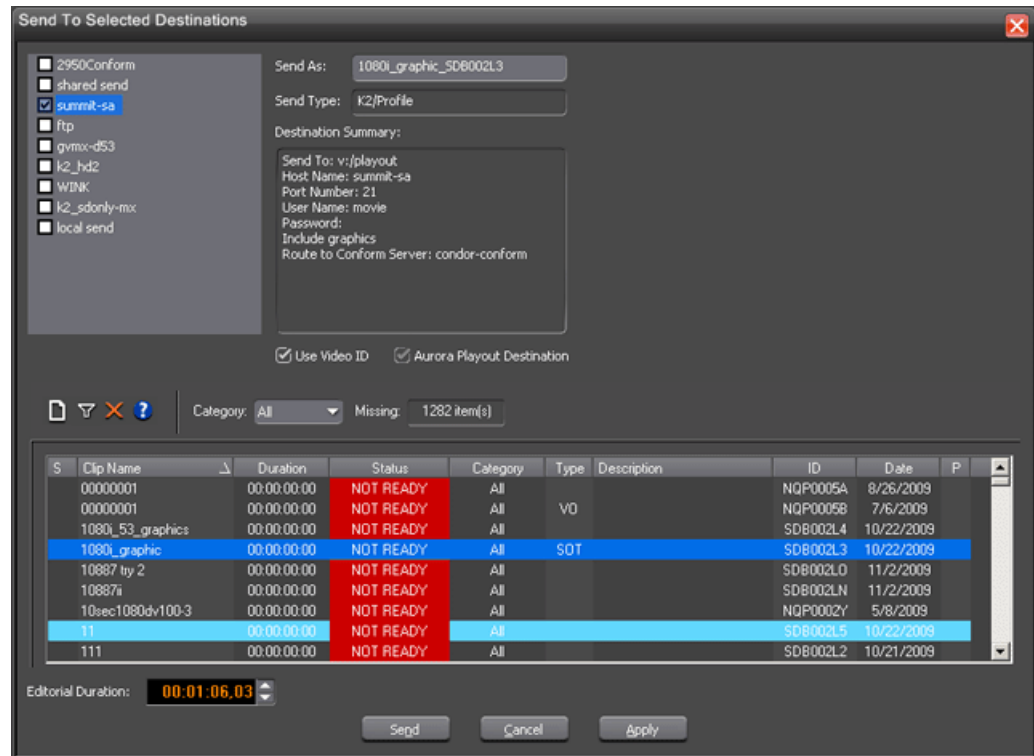 Send To Selected Destinations
2950Conform
shared send
summit-sa
ftp
gvmx-d53
k2_hd2
WINK
k2_sdonly-mx
local send
Send As: 1080i_graphic_SDB002L3
Send Type: K2/Profile
Destination Summary:
Send To: v:/playout
Host Name: summit-sa
Port Number: 21
User Name: movie
Password:
Include graphics
Route to Conform Server: condor-conform
Use Video ID Aurora Playout Destination
Category: All Missing: 1282 item(s)
S Clip Name Duration Status Category Type Description ID Date P
00000001 00:00:00:00 NOT READY All NQP0005A 8/26/2009
00000001 00:00:00:00 NOT READY All VO NQP0005B 7/6/2009
1080i_53_graphics 00:00:00:00 NOT READY All SDB002L4 10/22/2009
1080i_graphic 00:00:00:00 NOT READY All SOT SDB002L3 10/22/2009
10887 try 2 00:00:00:00 NOT READY All SDB002LO 11/2/2009
10887ii 00:00:00:00 NOT READY All SDB002LN 11/2/2009
10sec1080dv100-3 00:00:00:00 NOT READY All NQP0002Y 5/8/2009
11 00:00:00:00 NOT READY All SDB002L5 10/22/2009
111 00:00:00:00 NOT READY All SDB002L2 10/21/2009
Editorial Duration: 00:01:06,03
Send Cancel Apply